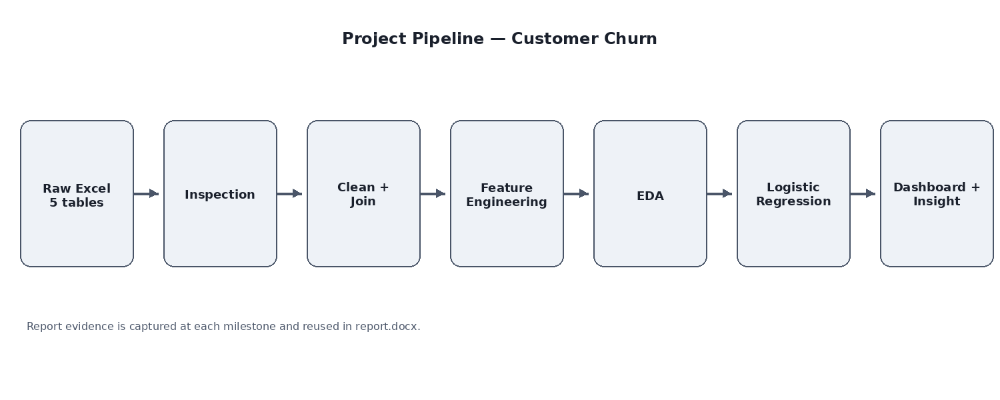 Project Pipeline — Customer Churn
Raw Excel
5 tables
Inspection
Clean +
Join
Feature
Engineering
EDA
Logistic
Regression
Dashboard +
Insight
Report evidence is captured at each milestone and reused in report.docx.